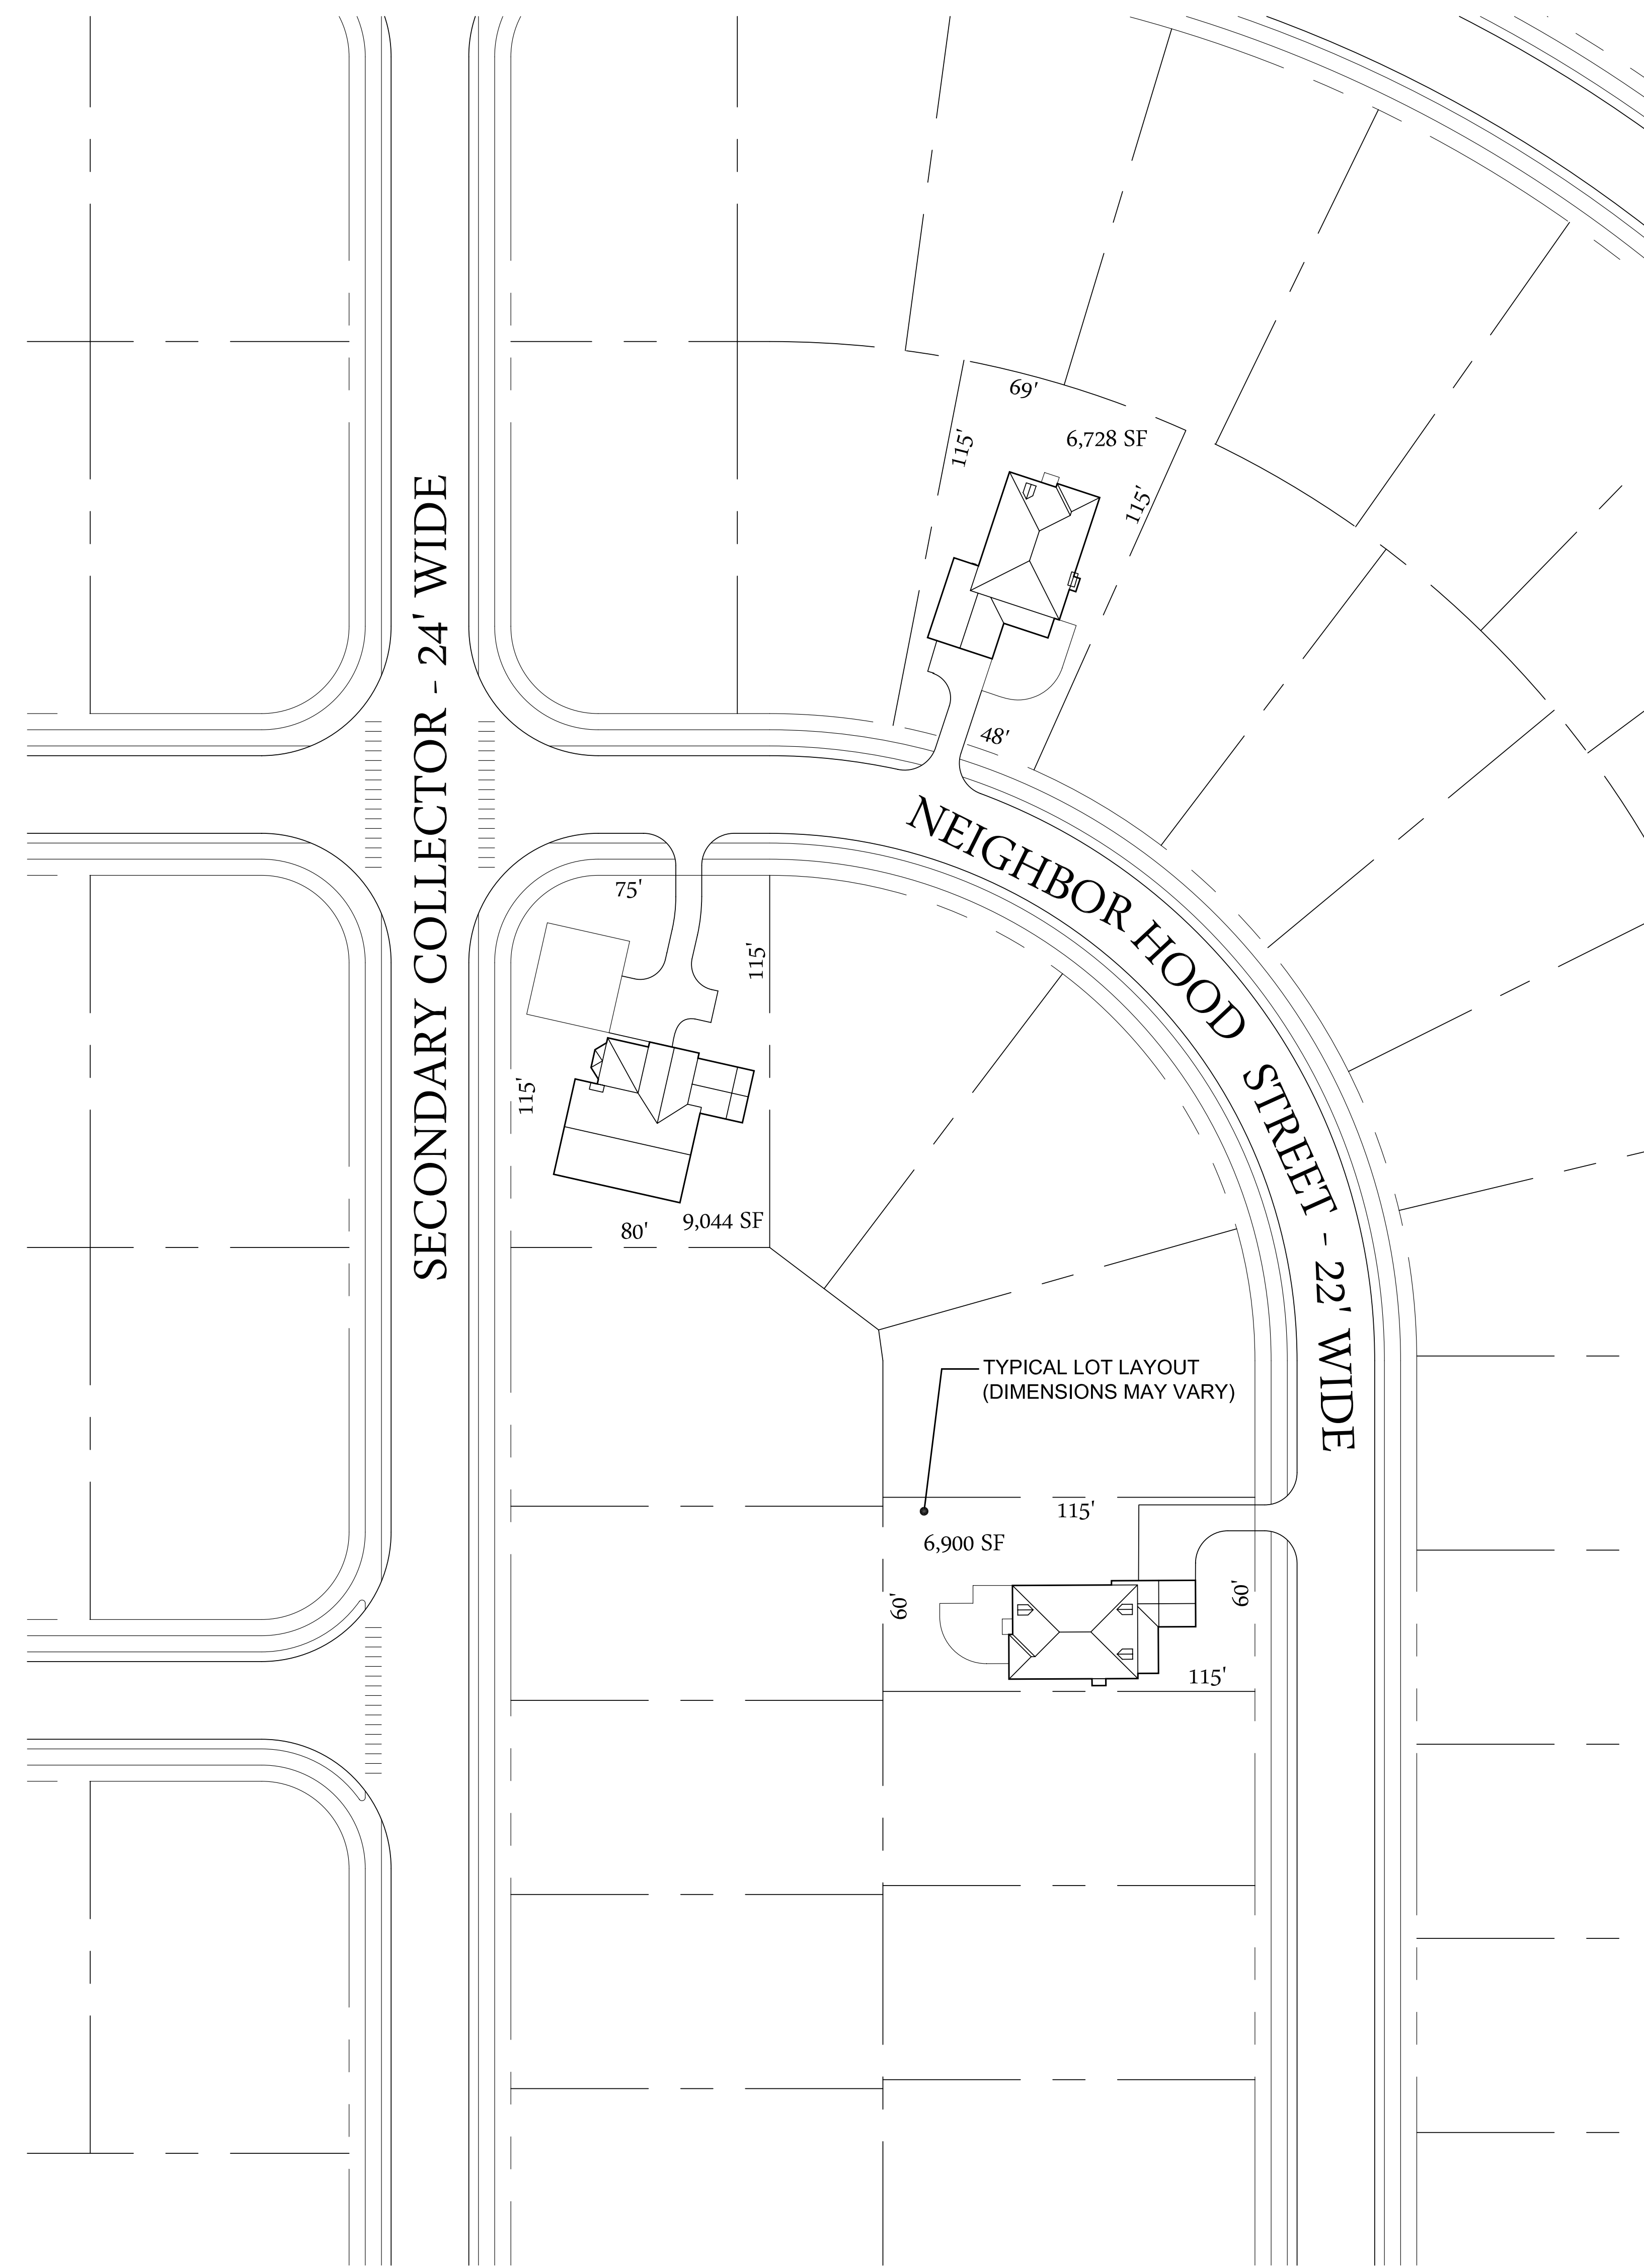 69'
115'
6,728 SF
115'
48'
SECONDARY COLLECTOR - 24' WIDE
NEIGHBOR HOOD STREET - 22' WIDE
75'
115'
115'
80'
9,044 SF
TYPICAL LOT LAYOUT
(DIMENSIONS MAY VARY)
115'
6,900 SF
60'
60'
115'